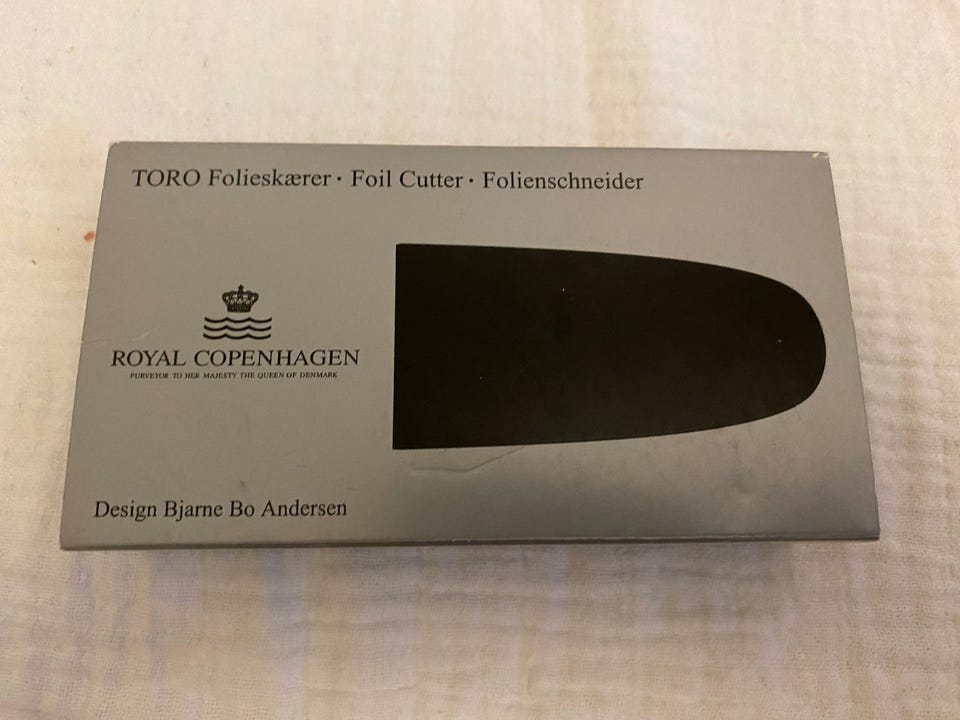 TORO Folieskærer · Foil Cutter · Folienschneider
ROYAL COPENHAGEN
PURVEYOR TO HER MAJESTY THE QUEEN OF DENMARK
Design Bjarne Bo Andersen